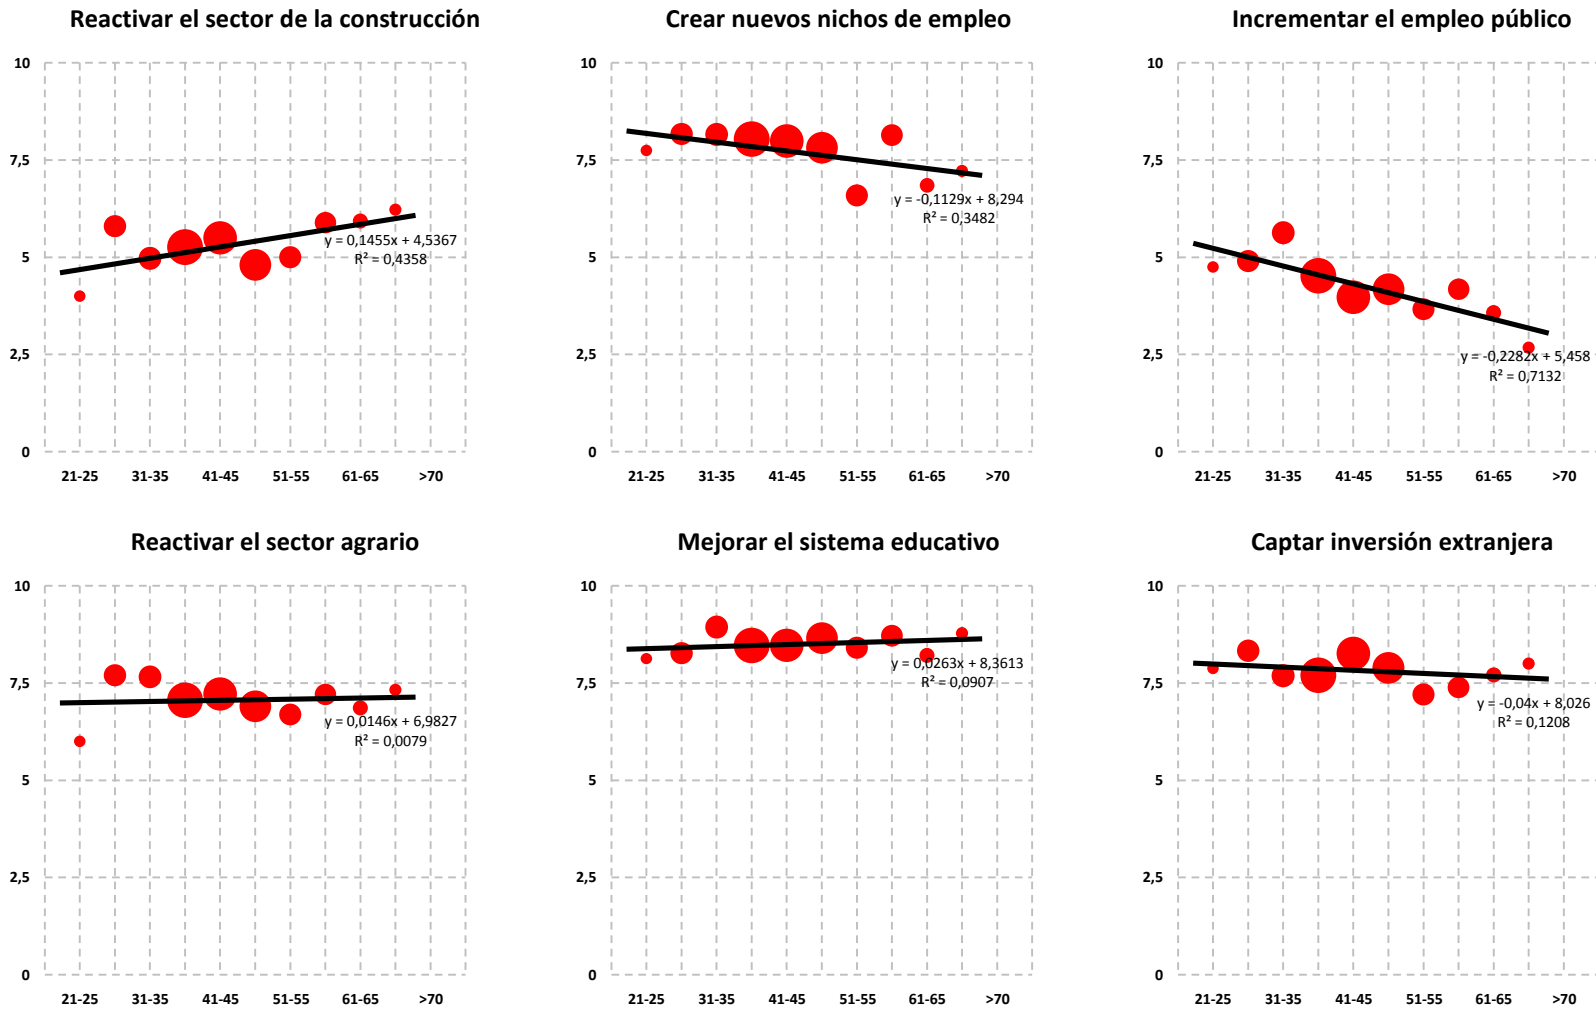 Reactivar el sector de la construcción
10
7,5
5
2,5
0
y = 0,1455x + 4,5367
R² = 0,4358
21-25 31-35 41-45 51-55 61-65 >70
Crear nuevos nichos de empleo
10
7,5
5
2,5
0
y = -0,1129x + 8,294
R² = 0,3482
21-25 31-35 41-45 51-55 61-65 >70
Incrementar el empleo público
10
7,5
5
2,5
0
y = -0,2282x + 5,458
R² = 0,7132
21-25 31-35 41-45 51-55 61-65 >70
Reactivar el sector agrario
10
7,5
5
2,5
0
y = 0,0146x + 6,9827
R² = 0,0079
21-25 31-35 41-45 51-55 61-65 >70
Mejorar el sistema educativo
10
7,5
5
2,5
0
y = 0,0263x + 8,3613
R² = 0,0907
21-25 31-35 41-45 51-55 61-65 >70
Captar inversión extranjera
10
7,5
5
2,5
0
y = -0,04x + 8,026
R² = 0,1208
21-25 31-35 41-45 51-55 61-65 >70